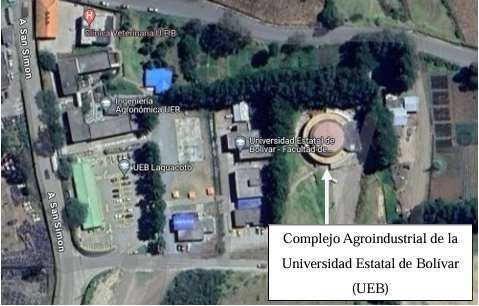 Clínica Veterinaria U.E.B
A. San Simón
Ingeniería
Agronómica UEB
Universidad Estatal de
Bolívar - Facultad de...
UEB Laguacoto
A. San Simón
Complejo Agroindustrial de la
Universidad Estatal de Bolívar
(UEB)